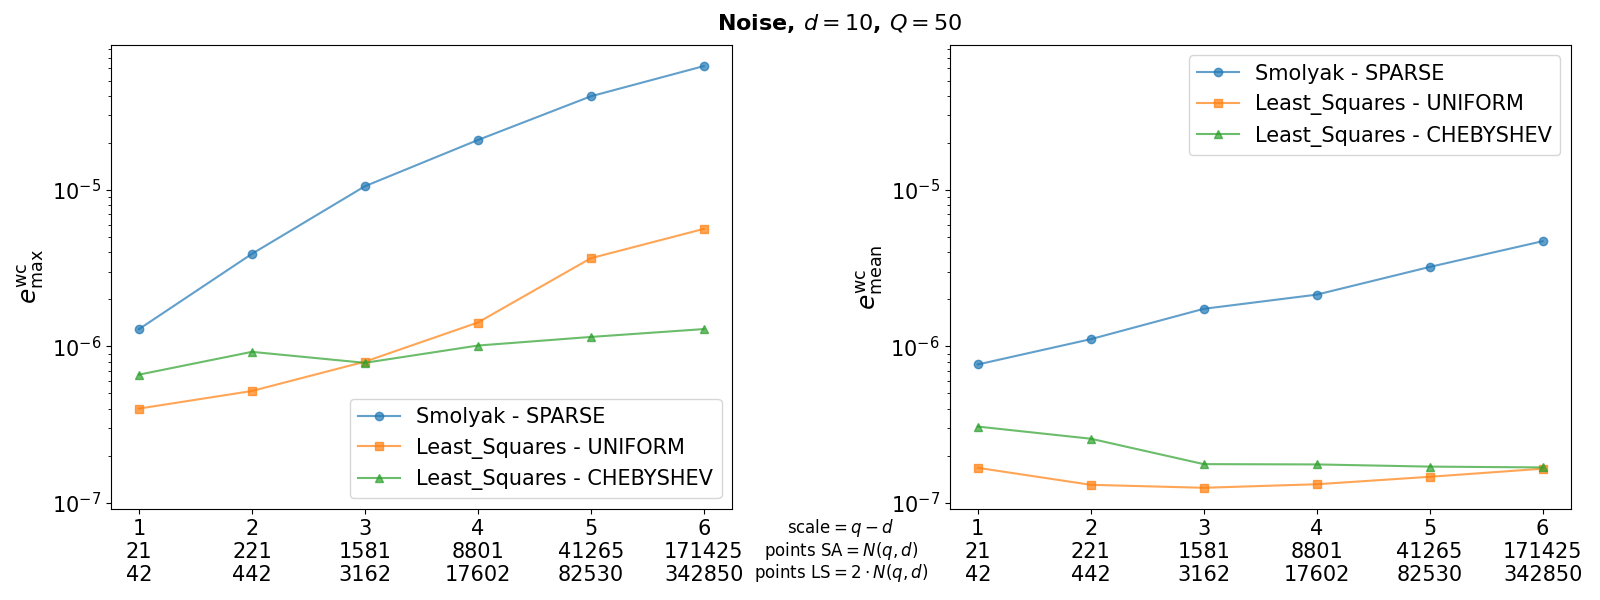 Noise, d = 10, Q = 50
e^wc_max
10^−5
10^−6
10^−7
Smolyak - SPARSE
Least_Squares - UNIFORM
Least_Squares - CHEBYSHEV
1 2 3 4 5 6
21 221 1581 8801 41265 171425
42 442 3162 17602 82530 342850
scale = q − d
points SA = N(q, d)
points LS = 2 · N(q, d)
e^wc_mean
10^−5
10^−6
10^−7
Smolyak - SPARSE
Least_Squares - UNIFORM
Least_Squares - CHEBYSHEV
1 2 3 4 5 6
21 221 1581 8801 41265 171425
42 442 3162 17602 82530 342850